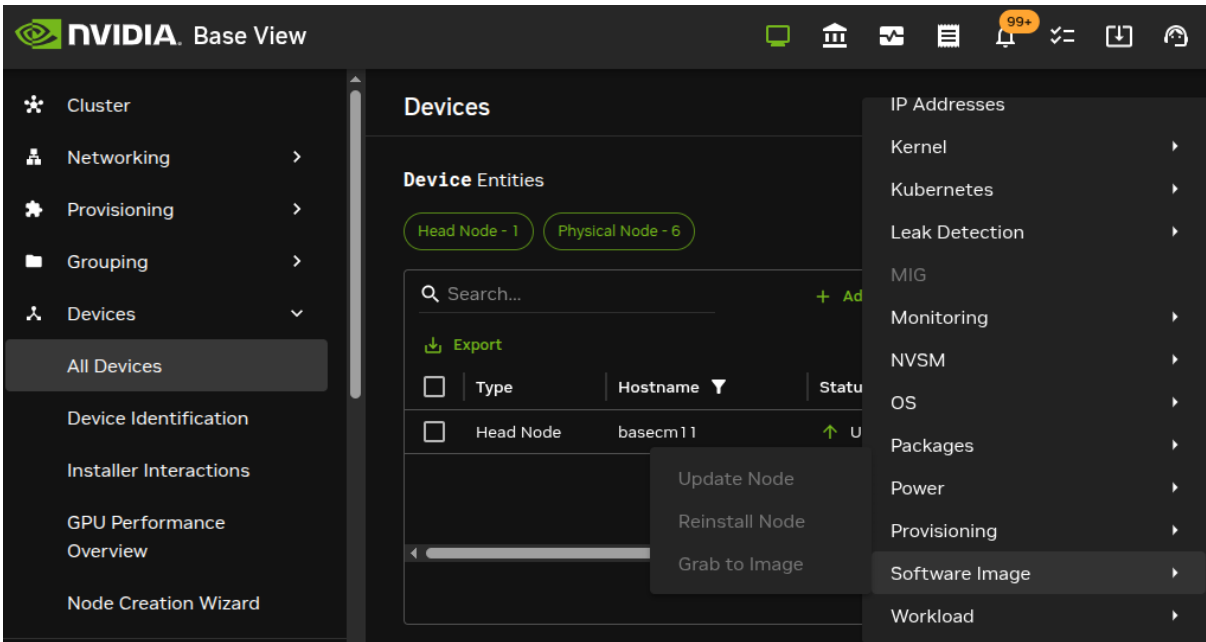 NVIDIA. Base View
99+
Cluster
Networking
Provisioning
Grouping
Devices
All Devices
Device Identification
Installer Interactions
GPU Performance
Overview
Node Creation Wizard
Devices
Device Entities
Head Node - 1
Physical Node - 6
Search...
+ Ad
Export
Type
Hostname
Statu
Head Node
basecm11
U
Update Node
Reinstall Node
Grab to Image
IP Addresses
Kernel
Kubernetes
Leak Detection
MIG
Monitoring
NVSM
OS
Packages
Power
Provisioning
Software Image
Workload